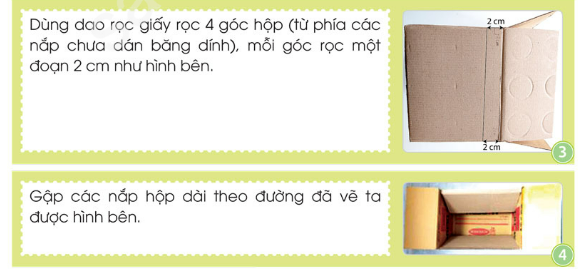 Dùng dao rọc giấy rọc 4 góc hộp (từ phía các
nắp chưa dán băng dính), mỗi góc rọc một
đoạn 2 cm như hình bên.
2 cm
2 cm
3
Gập các nắp hộp dài theo đường đã vẽ ta
được hình bên.
4